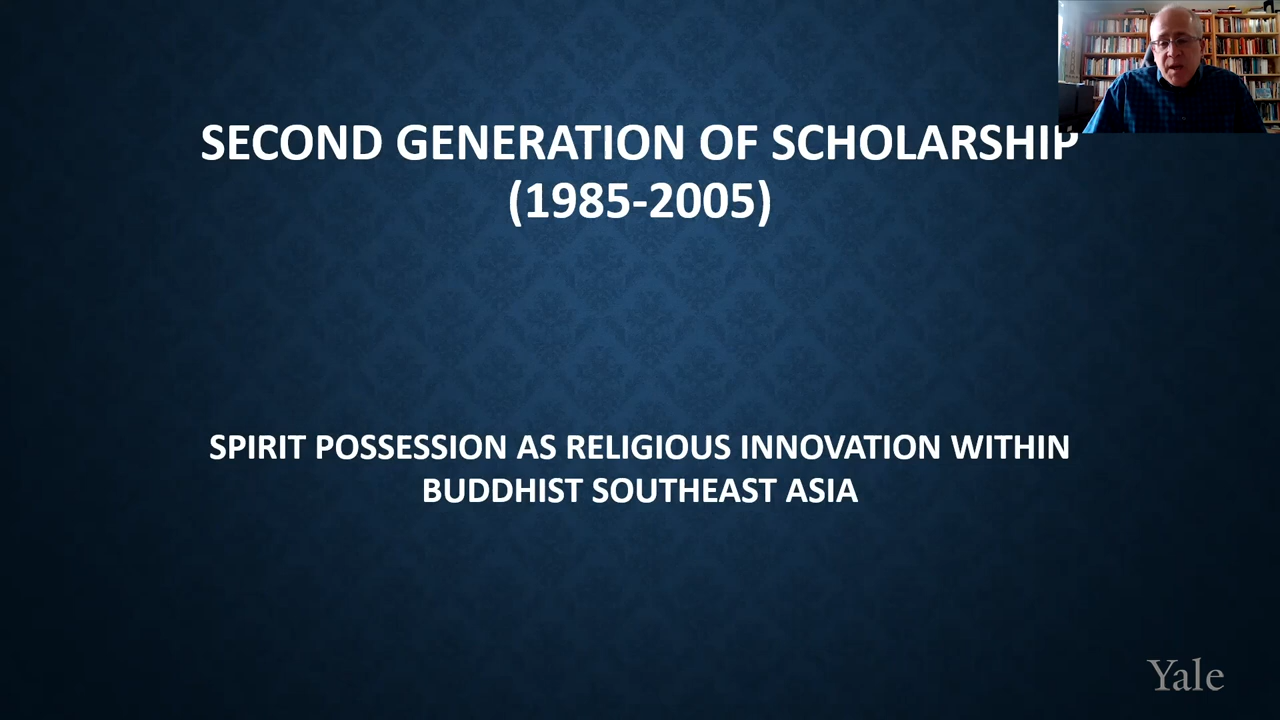 SECOND GENERATION OF SCHOLARSHIP
(1985-2005)
SPIRIT POSSESSION AS RELIGIOUS INNOVATION WITHIN
BUDDHIST SOUTHEAST ASIA
Yale